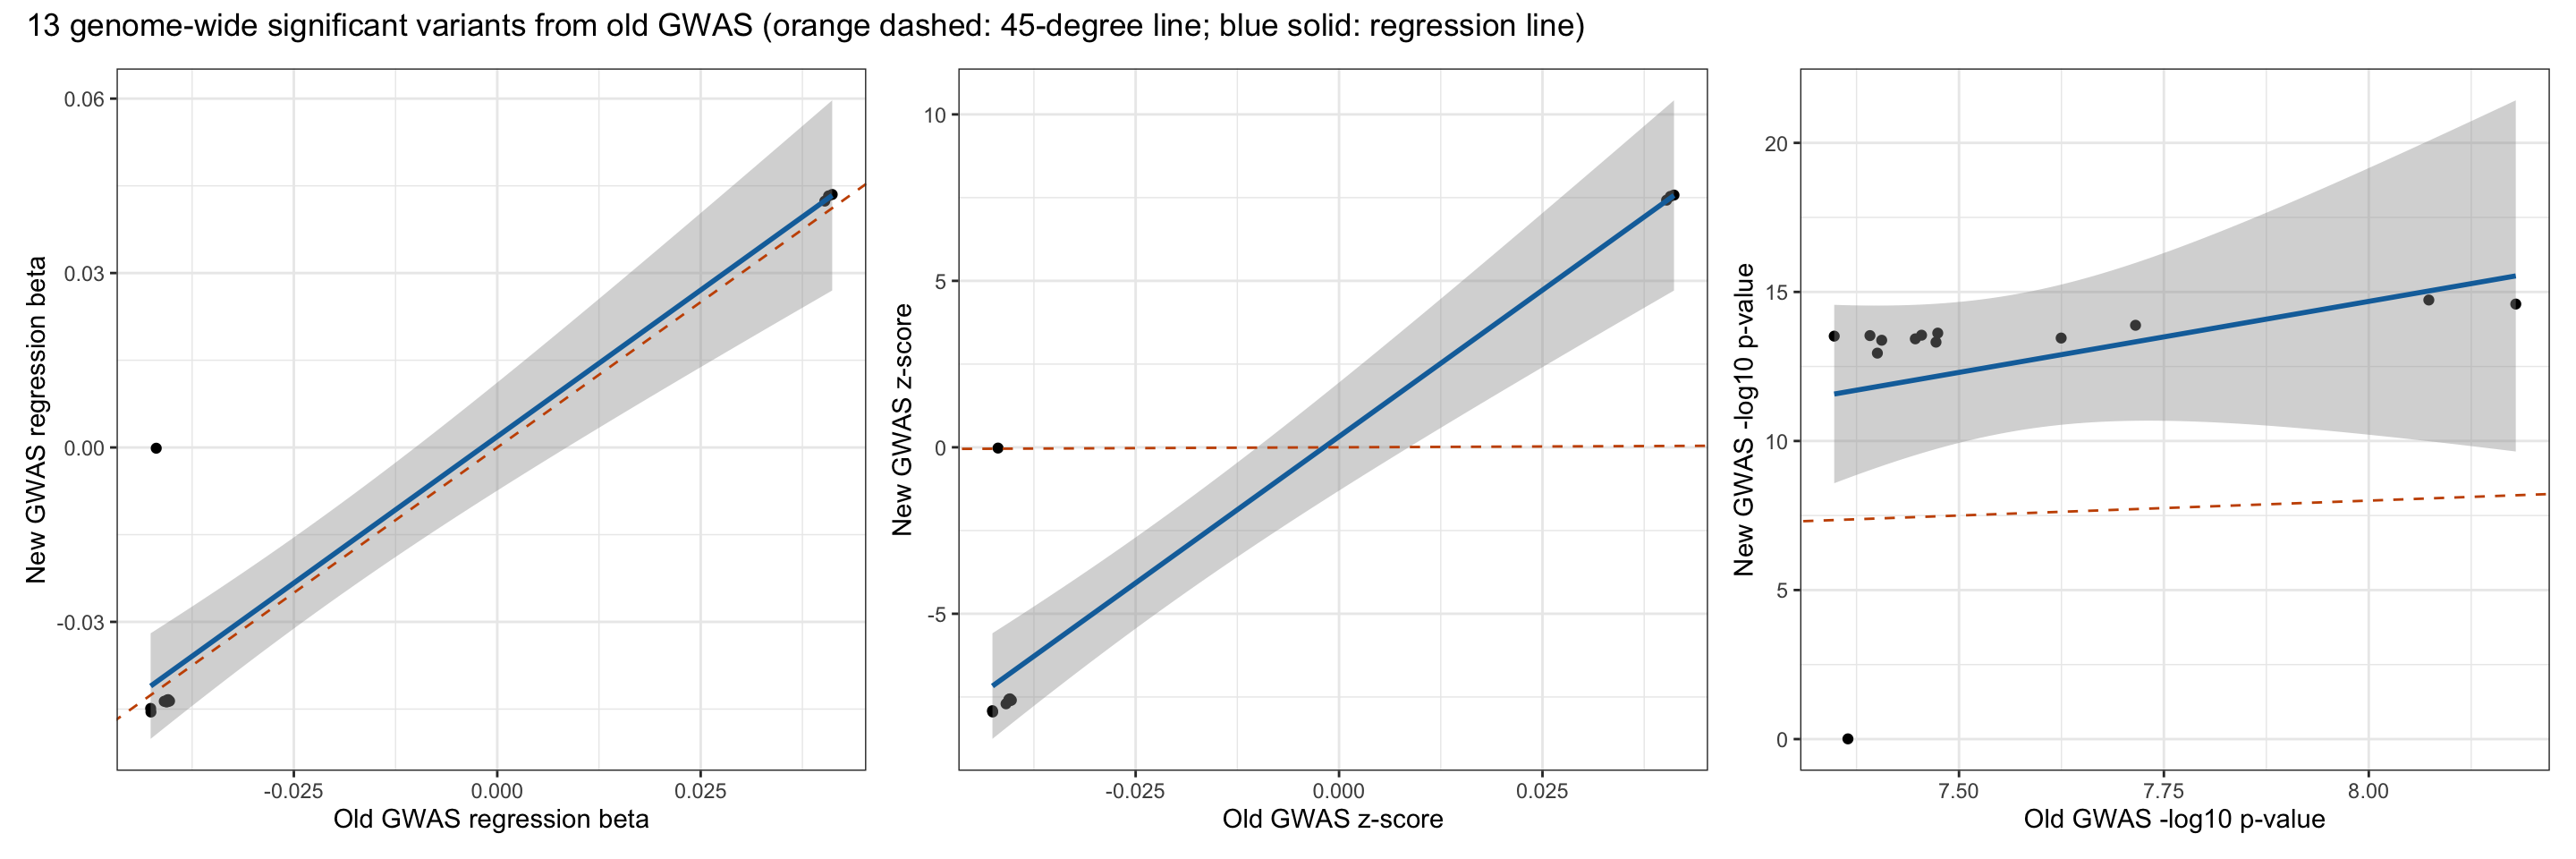 13 genome-wide significant variants from old GWAS (orange dashed: 45-degree line; blue solid: regression line)
New GWAS regression beta
0.06
0.03
0.00
-0.03
-0.025 0.000 0.025
Old GWAS regression beta
New GWAS z-score
10
5
0
-5
-0.025 0.000 0.025
Old GWAS z-score
New GWAS -log10 p-value
20
15
10
5
0
7.50 7.75 8.00
Old GWAS -log10 p-value